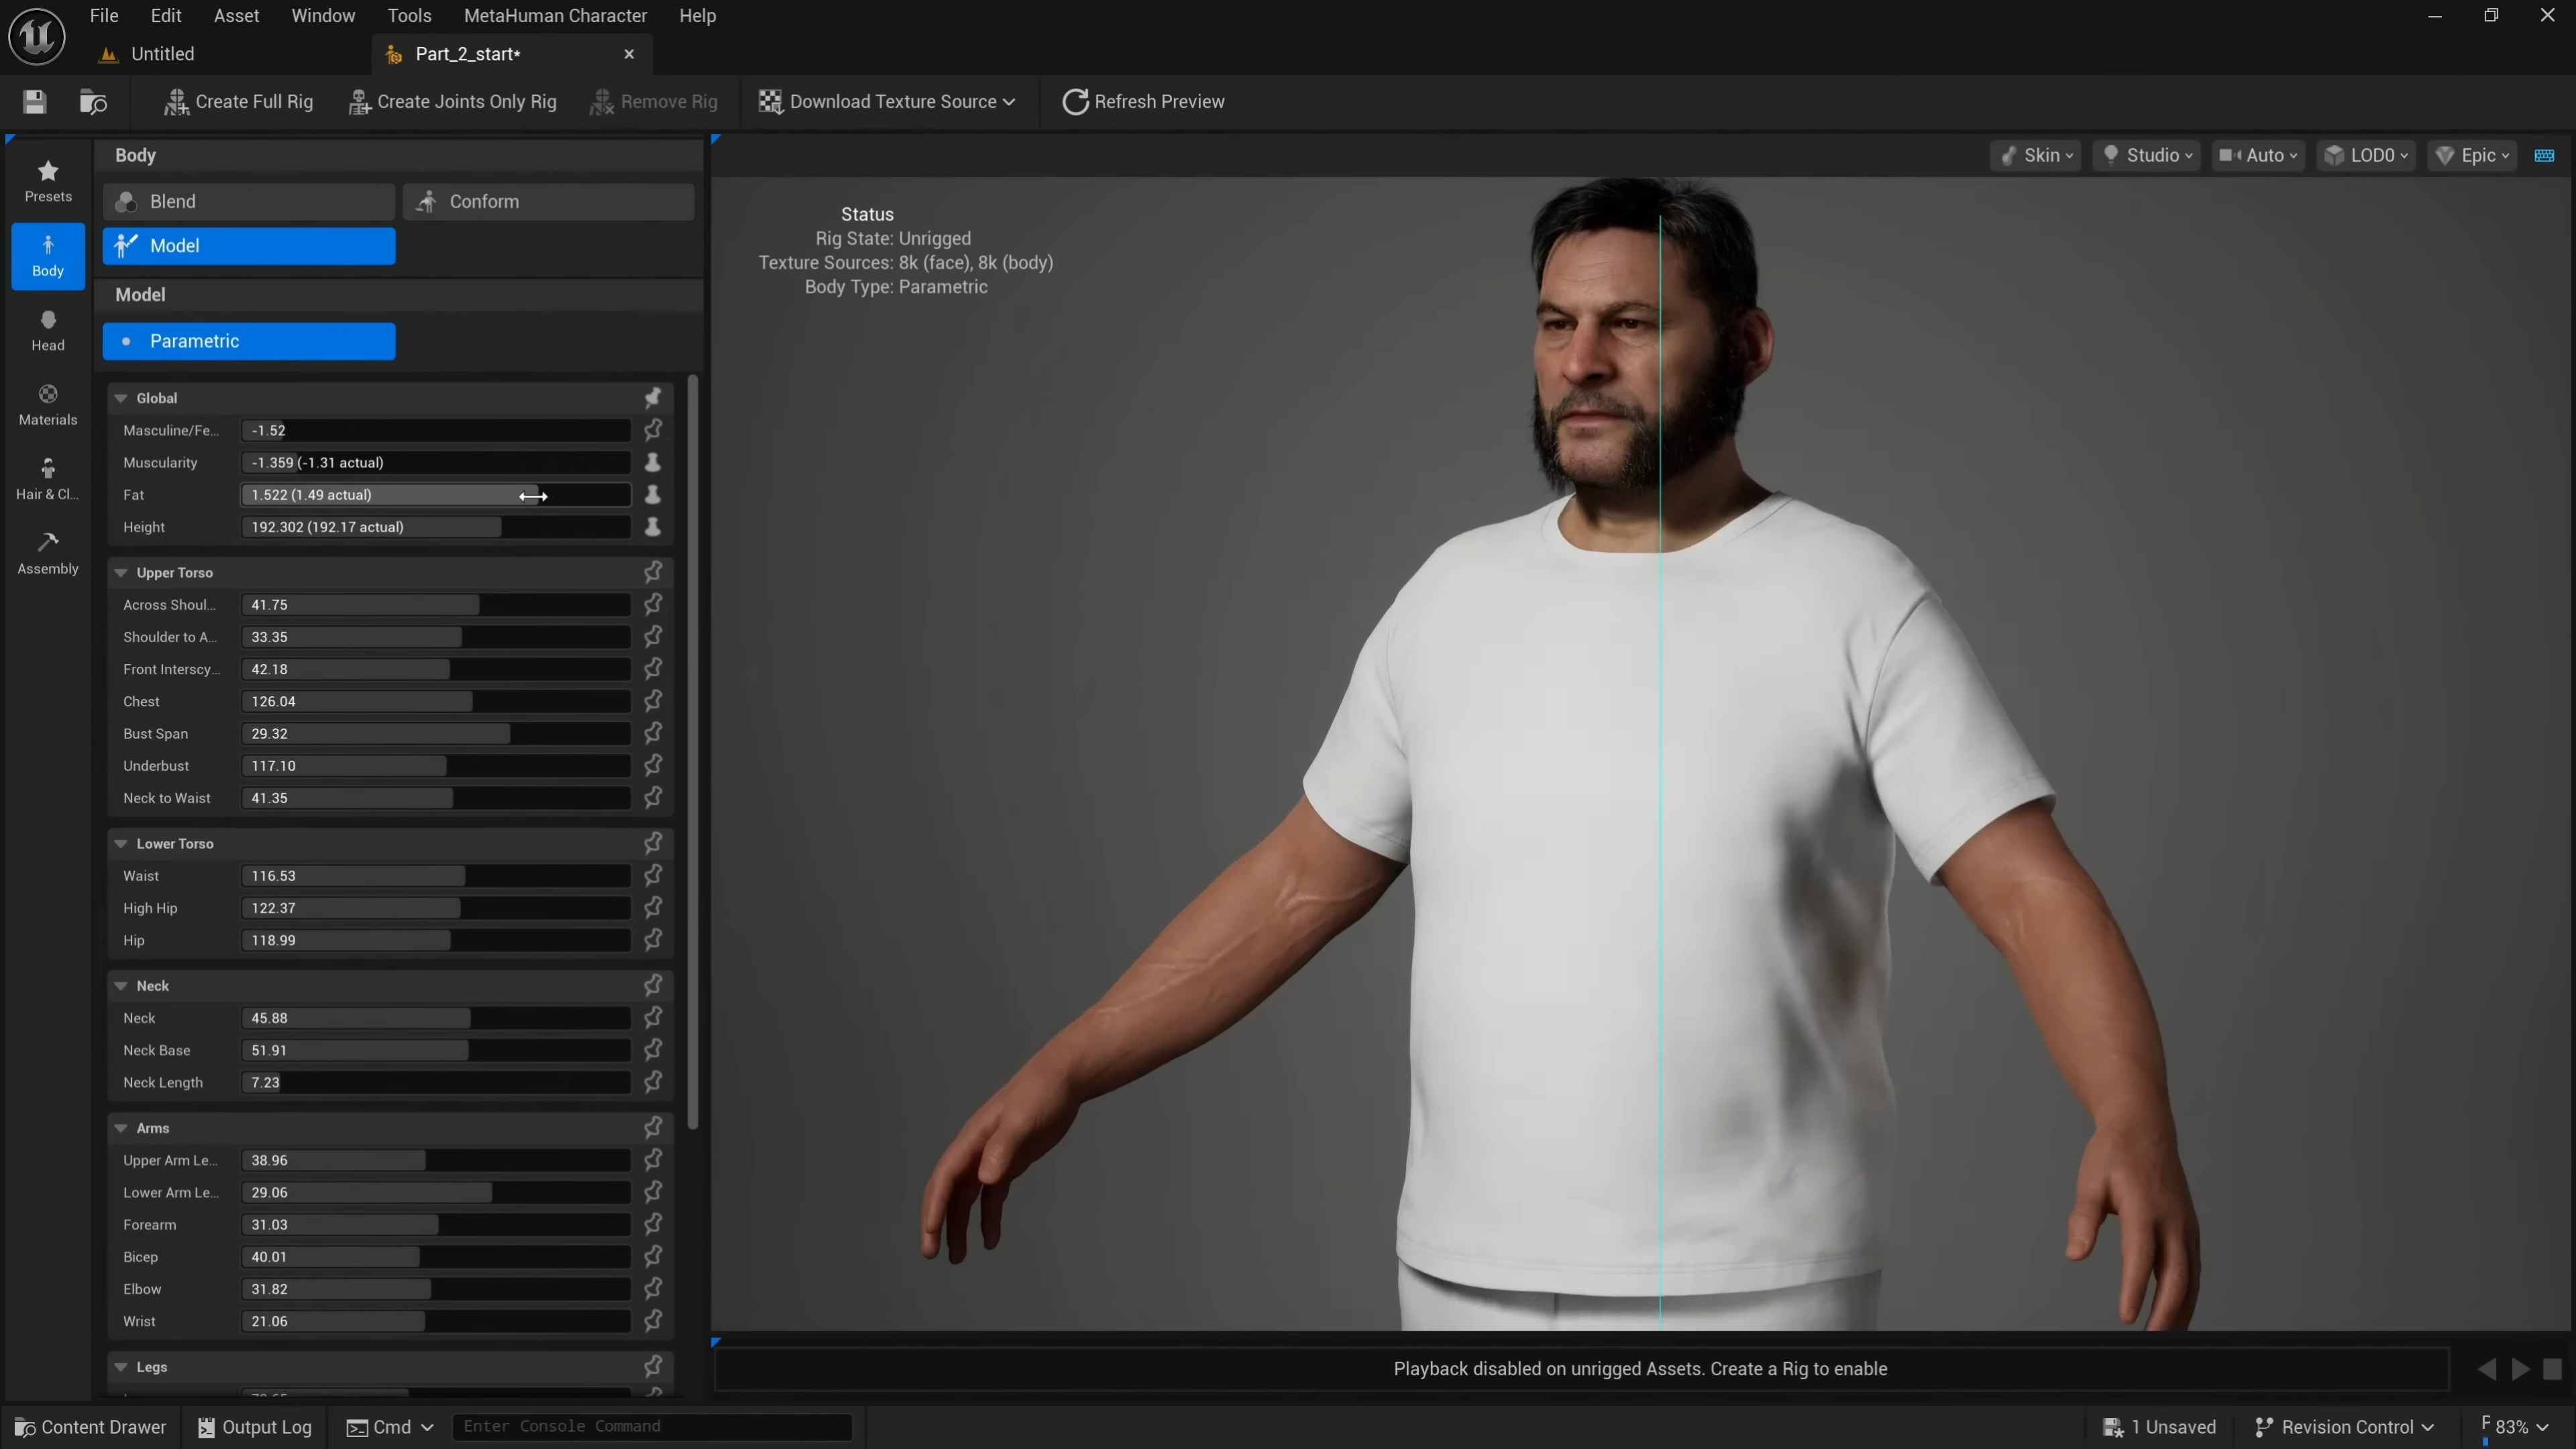 File Edit Asset Window Tools MetaHuman Character Help
Untitled Part_2_start*
Create Full Rig Create Joints Only Rig Remove Rig Download Texture Source Refresh Preview
Presets
Body
Head
Materials
Hair & Cl...
Assembly
Body
Blend Conform
Model
Model
Parametric
Global
Masculine/Fe... -1.52
Muscularity -1.359 (-1.31 actual)
Fat 1.522 (1.49 actual)
Height 192.302 (192.17 actual)
Upper Torso
Across Shoul... 41.75
Shoulder to A... 33.35
Front Interscy... 42.18
Chest 126.04
Bust Span 29.32
Underbust 117.10
Neck to Waist 41.35
Lower Torso
Waist 116.53
High Hip 122.37
Hip 118.99
Neck
Neck 45.88
Neck Base 51.91
Neck Length 7.23
Arms
Upper Arm Le... 38.96
Lower Arm Le... 29.06
Forearm 31.03
Bicep 40.01
Elbow 31.82
Wrist 21.06
Legs
Skin Studio Auto LOD0 Epic
Status
Rig State: Unrigged
Texture Sources: 8k (face), 8k (body)
Body Type: Parametric
Playback disabled on unrigged Assets. Create a Rig to enable
Content Drawer Output Log Cmd Enter Console Command 1 Unsaved Revision Control 83%